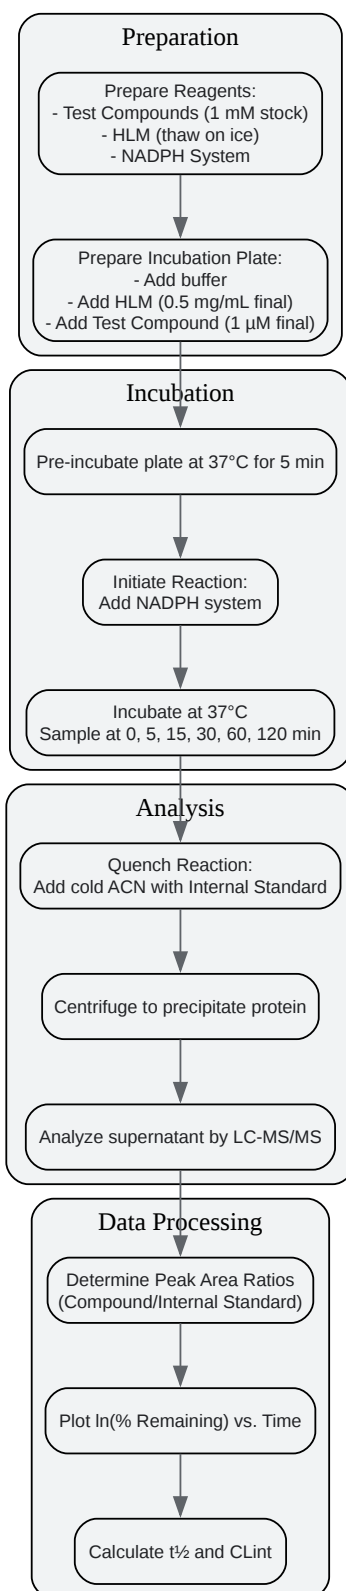 Preparation
Prepare Reagents:
- Test Compounds (1 mM stock)
- HLM (thaw on ice)
- NADPH System
Prepare Incubation Plate:
- Add buffer
- Add HLM (0.5 mg/mL final)
- Add Test Compound (1 µM final)
Incubation
Pre-incubate plate at 37°C for 5 min
Initiate Reaction:
Add NADPH system
Incubate at 37°C
Sample at 0, 5, 15, 30, 60, 120 min
Analysis
Quench Reaction:
Add cold ACN with Internal Standard
Centrifuge to precipitate protein
Analyze supernatant by LC-MS/MS
Data Processing
Determine Peak Area Ratios
(Compound/Internal Standard)
Plot ln(% Remaining) vs. Time
Calculate t½ and CLint